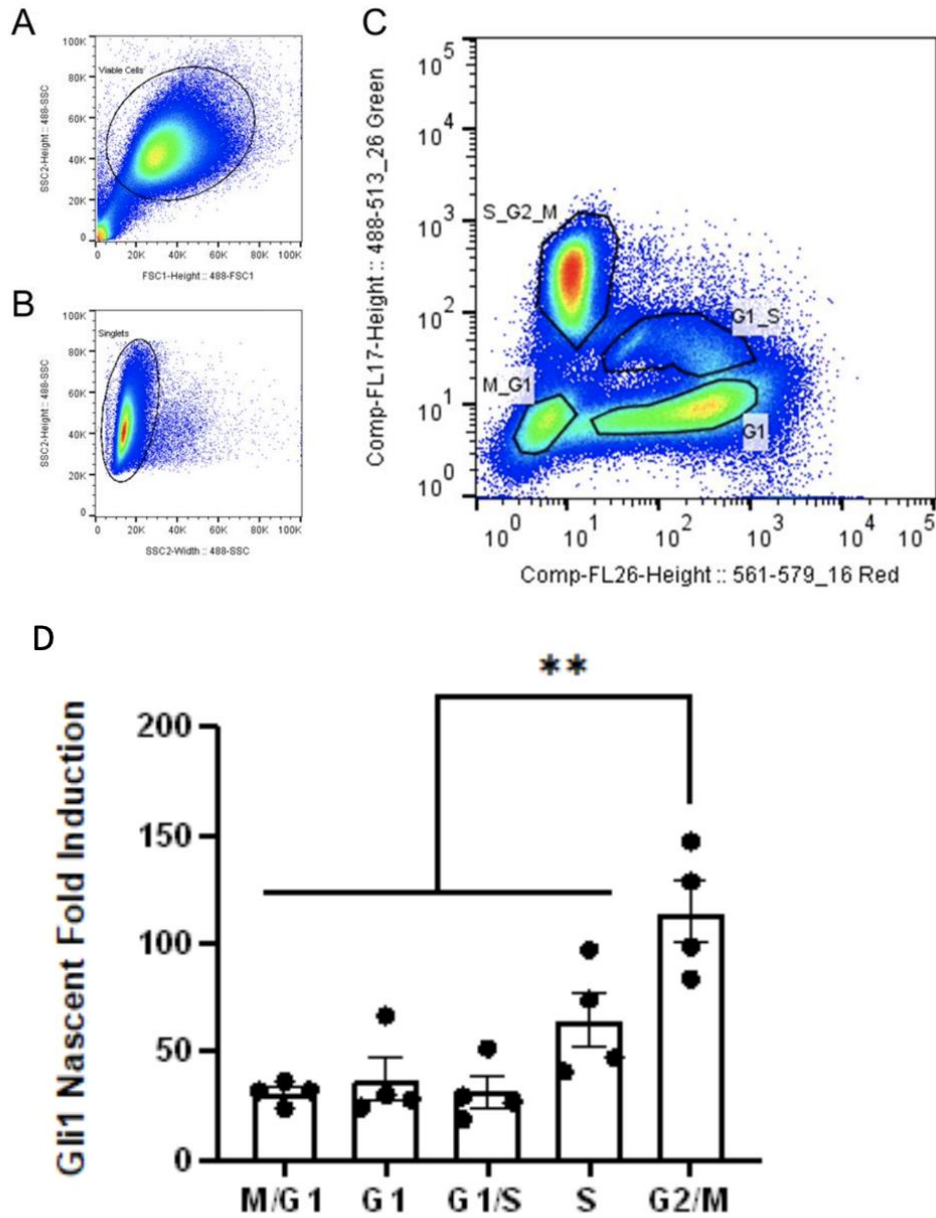 A
100K
80K
60K
40K
20K
0
Viable Cells
SSC2-Height :: 488-SSC
0 20K 40K 60K 80K 100K
FSC1-Height :: 488-FSC1
B
100K
80K
60K
40K
20K
0
Singlets
SSC2-Height :: 488-SSC
0 20K 40K 60K 80K 100K
SSC2-Width :: 488-SSC
C
10^5
10^4
10^3
10^2
10^1
10^0
Comp-FL17-Height :: 488-513_26 Green
S_G2_M
G1_S
M_G1
G1
10^0 10^1 10^2 10^3 10^4 10^5
Comp-FL26-Height :: 561-579_16 Red
D
**
200
150
100
50
0
Gli1 Nascent Fold Induction
M/G1 G1 G1/S S G2/M